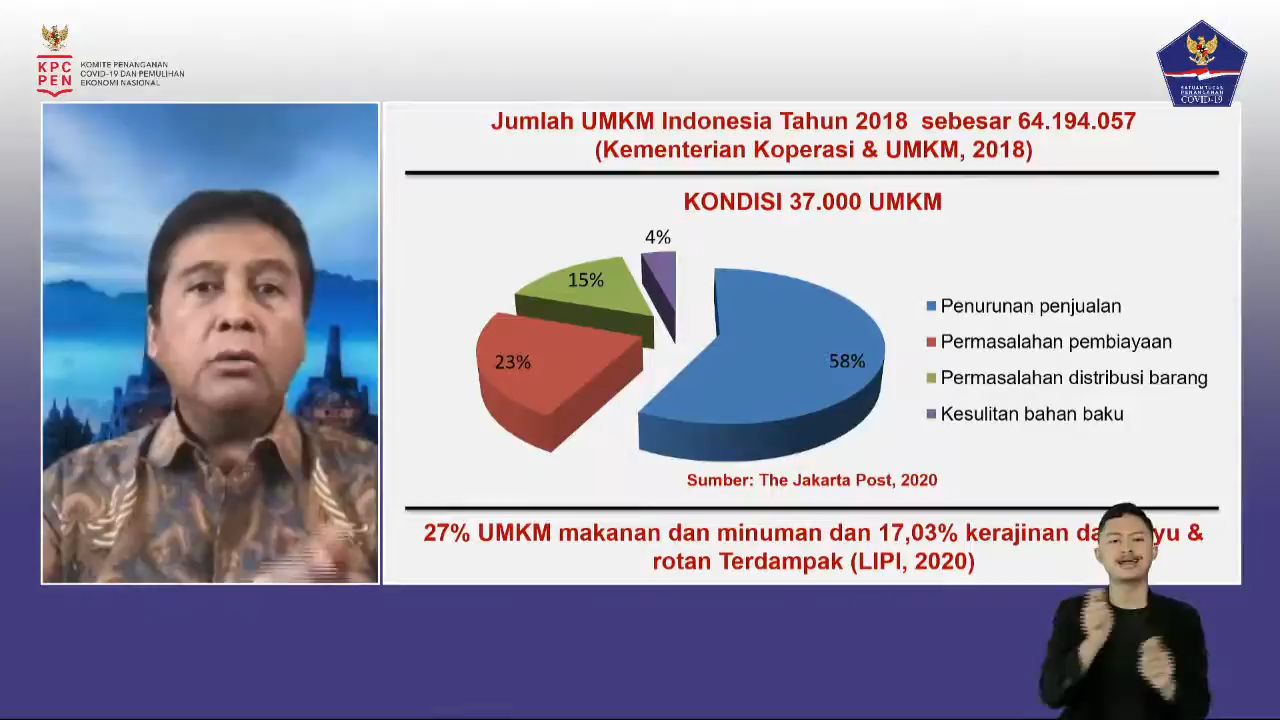 KPC
PEN
KOMITE PENANGANAN
COVID-19 DAN PEMULIHAN
EKONOMI NASIONAL
SATUAN TUGAS
PENANGANAN
COVID-19
Jumlah UMKM Indonesia Tahun 2018 sebesar 64.194.057
(Kementerian Koperasi & UMKM, 2018)
KONDISI 37.000 UMKM
4%
15%
23%
58%
Penurunan penjualan
Permasalahan pembiayaan
Permasalahan distribusi barang
Kesulitan bahan baku
Sumber: The Jakarta Post, 2020
27% UMKM makanan dan minuman dan 17,03% kerajinan &
rotan Terdampak (LIPI, 2020)